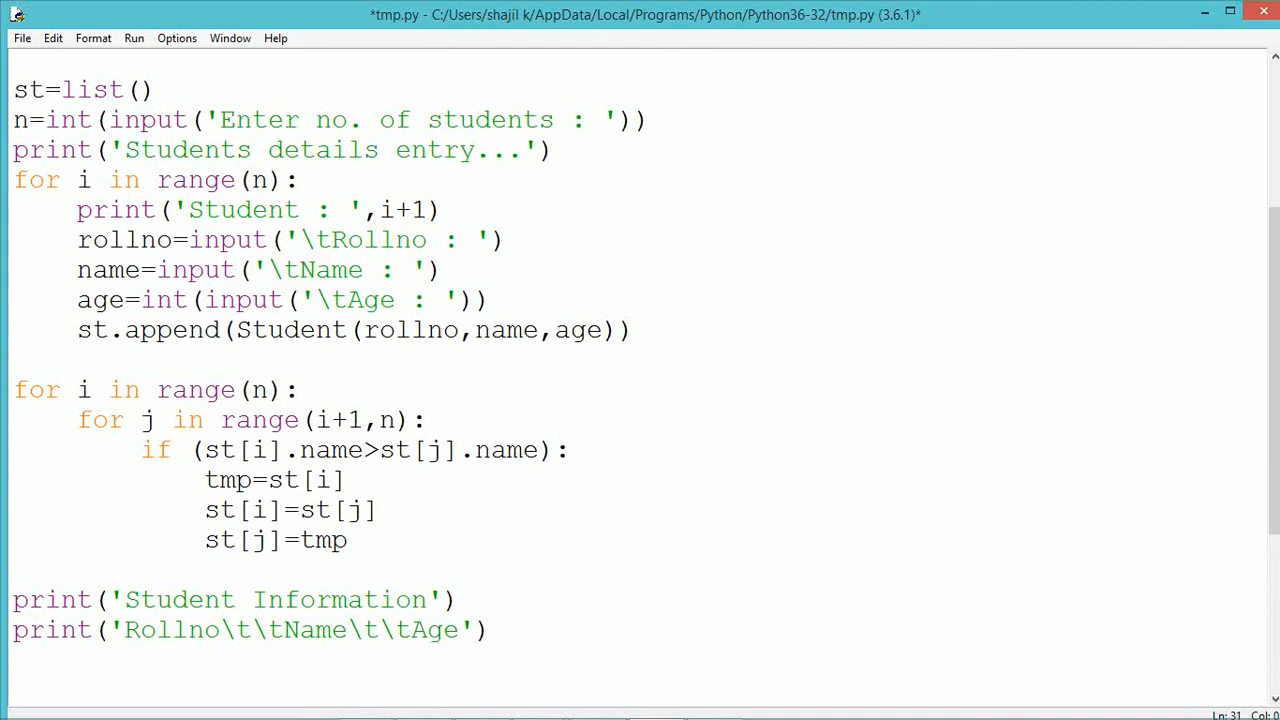 *tmp.py - C:/Users/shajil k/AppData/Local/Programs/Python/Python36-32/tmp.py (3.6.1)*
File Edit Format Run Options Window Help
st=list()
n=int(input('Enter no. of students : '))
print('Students details entry...')
for i in range(n):
    print('Student : ',i+1)
    rollno=input('\tRollno : ')
    name=input('\tName : ')
    age=int(input('\tAge : '))
    st.append(Student(rollno,name,age))
for i in range(n):
    for j in range(i+1,n):
        if (st[i].name>st[j].name):
            tmp=st[i]
            st[i]=st[j]
            st[j]=tmp
print('Student Information')
print('Rollno\t\tName\t\tAge')
Ln: 31 Col: 0